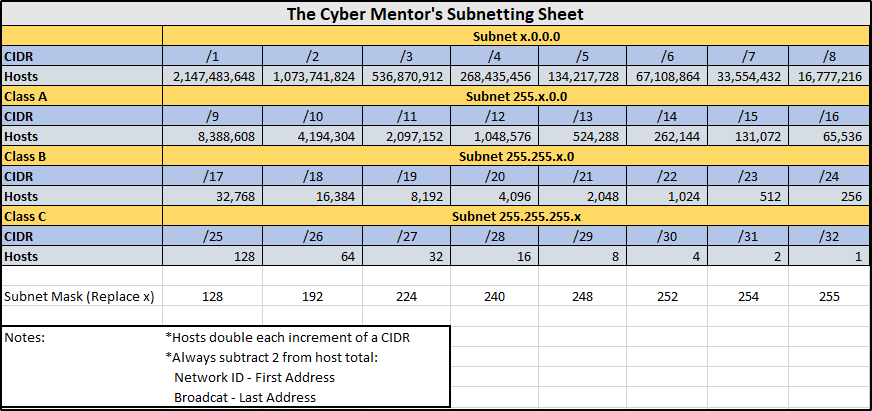 The Cyber Mentor's Subnetting Sheet
Subnet x.0.0.0
CIDR /1 /2 /3 /4 /5 /6 /7 /8
Hosts 2,147,483,648 1,073,741,824 536,870,912 268,435,456 134,217,728 67,108,864 33,554,432 16,777,216
Class A Subnet 255.x.0.0
CIDR /9 /10 /11 /12 /13 /14 /15 /16
Hosts 8,388,608 4,194,304 2,097,152 1,048,576 524,288 262,144 131,072 65,536
Class B Subnet 255.255.x.0
CIDR /17 /18 /19 /20 /21 /22 /23 /24
Hosts 32,768 16,384 8,192 4,096 2,048 1,024 512 256
Class C Subnet 255.255.255.x
CIDR /25 /26 /27 /28 /29 /30 /31 /32
Hosts 128 64 32 16 8 4 2 1
Subnet Mask (Replace x) 128 192 224 240 248 252 254 255
Notes: *Hosts double each increment of a CIDR
*Always subtract 2 from host total:
Network ID - First Address
Broadcat - Last Address